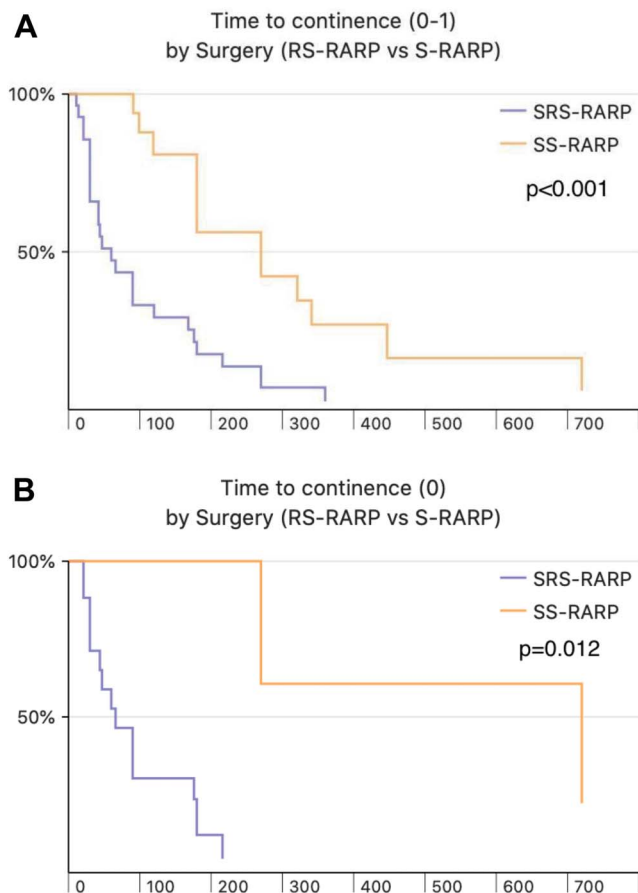 A
Time to continence (0-1)
by Surgery (RS-RARP vs S-RARP)
100%
SRS-RARP
SS-RARP
p<0.001
50%
0 100 200 300 400 500 600 700
B
Time to continence (0)
by Surgery (RS-RARP vs S-RARP)
100%
SRS-RARP
SS-RARP
p=0.012
50%
0 100 200 300 400 500 600 700